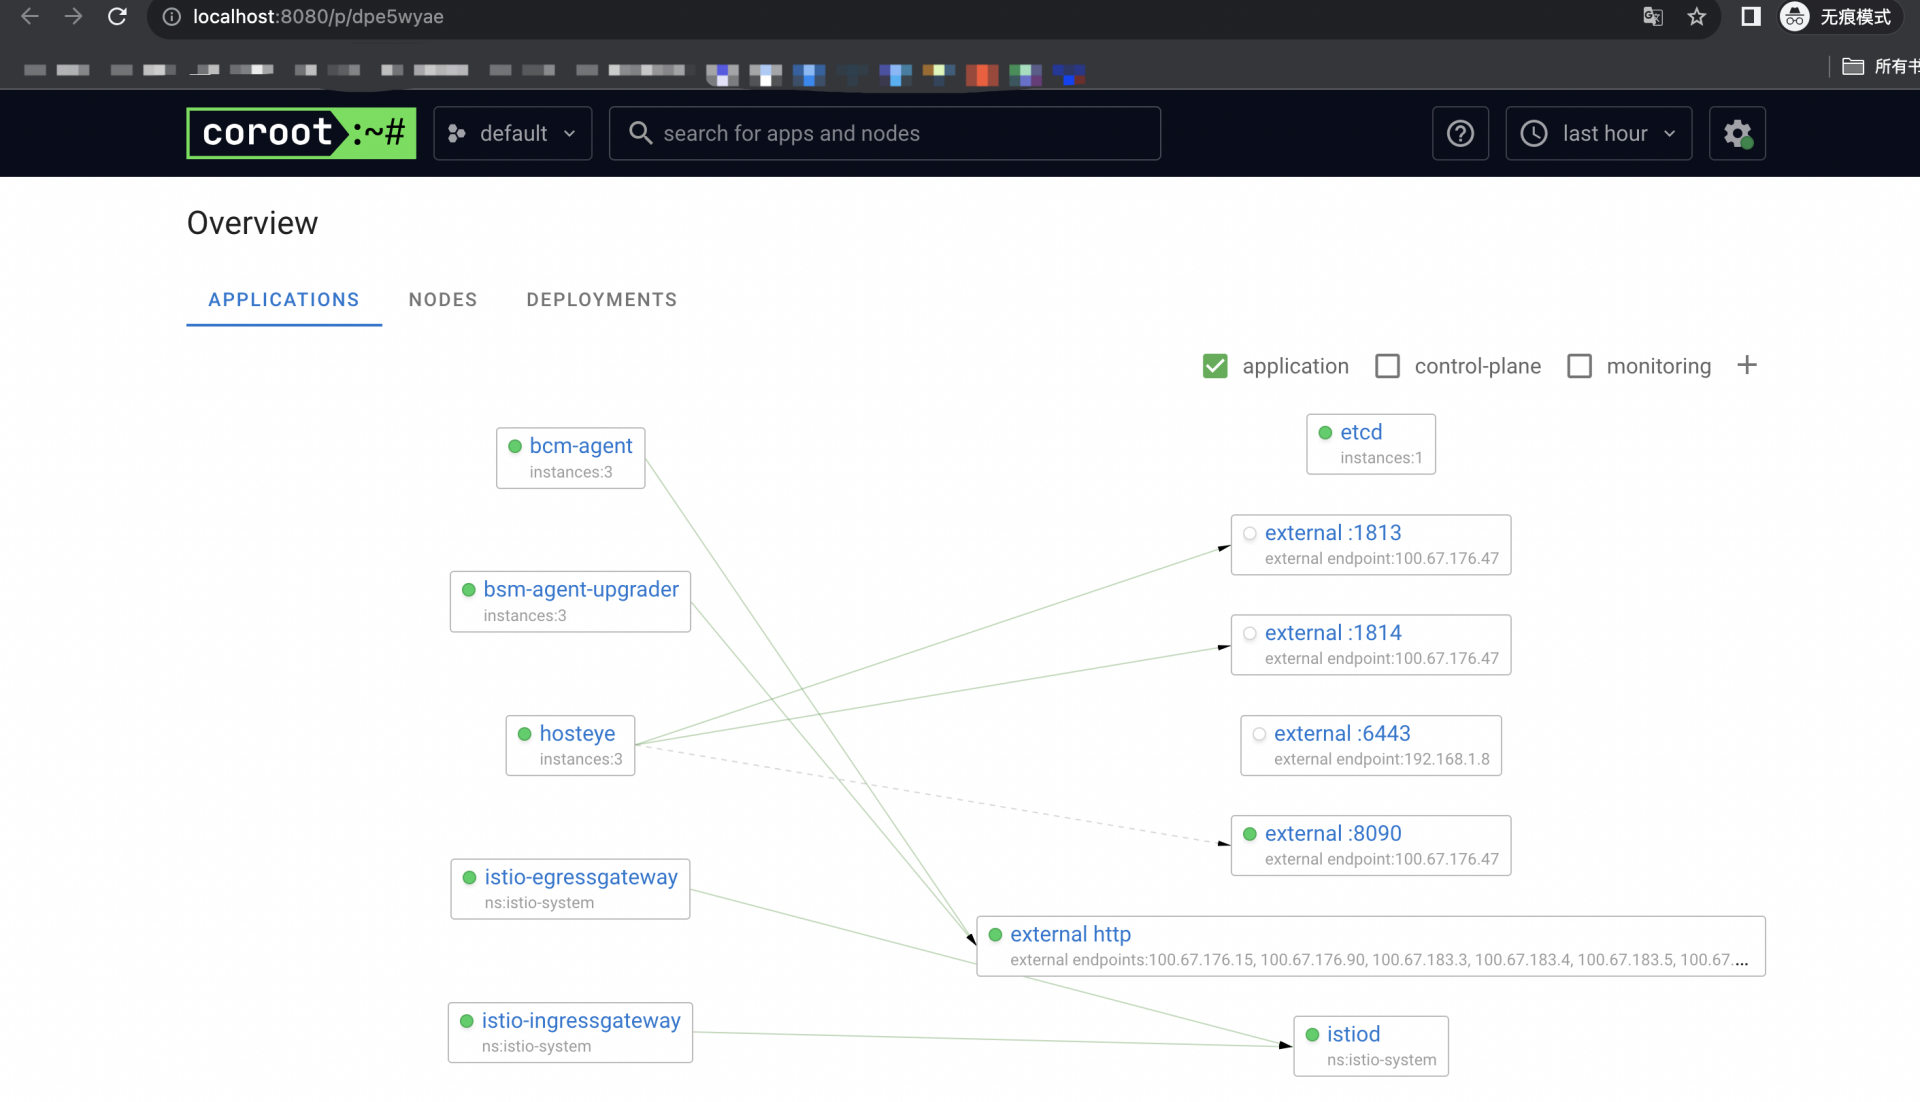 localhost:8080/p/dpe5wyae
无痕模式
所有书
coroot:~#
default
search for apps and nodes
last hour
Overview
APPLICATIONS
NODES
DEPLOYMENTS
application
control-plane
monitoring
bcm-agent
instances:3
etcd
instances:1
external :1813
external endpoint:100.67.176.47
bsm-agent-upgrader
instances:3
external :1814
external endpoint:100.67.176.47
hosteye
instances:3
external :6443
external endpoint:192.168.1.8
external :8090
external endpoint:100.67.176.47
istio-egressgateway
ns:istio-system
external http
external endpoints:100.67.176.15, 100.67.176.90, 100.67.183.3, 100.67.183.4, 100.67.183.5, 100.67....
istio-ingressgateway
ns:istio-system
istiod
ns:istio-system